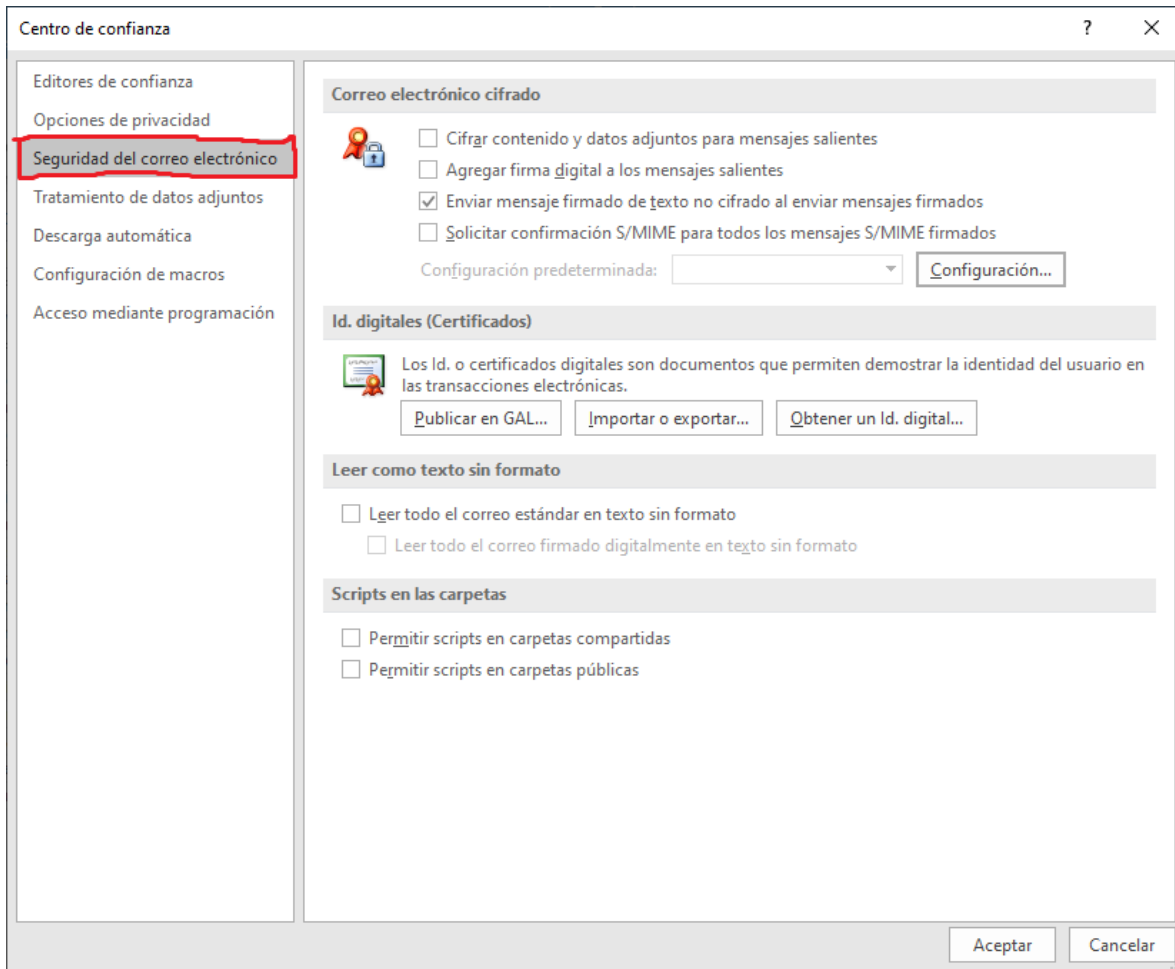 Centro de confianza
?
Editores de confianza
Opciones de privacidad
Seguridad del correo electrónico
Tratamiento de datos adjuntos
Descarga automática
Configuración de macros
Acceso mediante programación
Correo electrónico cifrado
Cifrar contenido y datos adjuntos para mensajes salientes
Agregar firma digital a los mensajes salientes
Enviar mensaje firmado de texto no cifrado al enviar mensajes firmados
Solicitar confirmación S/MIME para todos los mensajes S/MIME firmados
Configuración predeterminada:
Configuración...
Id. digitales (Certificados)
Los Id. o certificados digitales son documentos que permiten demostrar la identidad del usuario en
las transacciones electrónicas.
Publicar en GAL...
Importar o exportar...
Obtener un Id. digital...
Leer como texto sin formato
Leer todo el correo estándar en texto sin formato
Leer todo el correo firmado digitalmente en texto sin formato
Scripts en las carpetas
Permitir scripts en carpetas compartidas
Permitir scripts en carpetas públicas
Aceptar
Cancelar